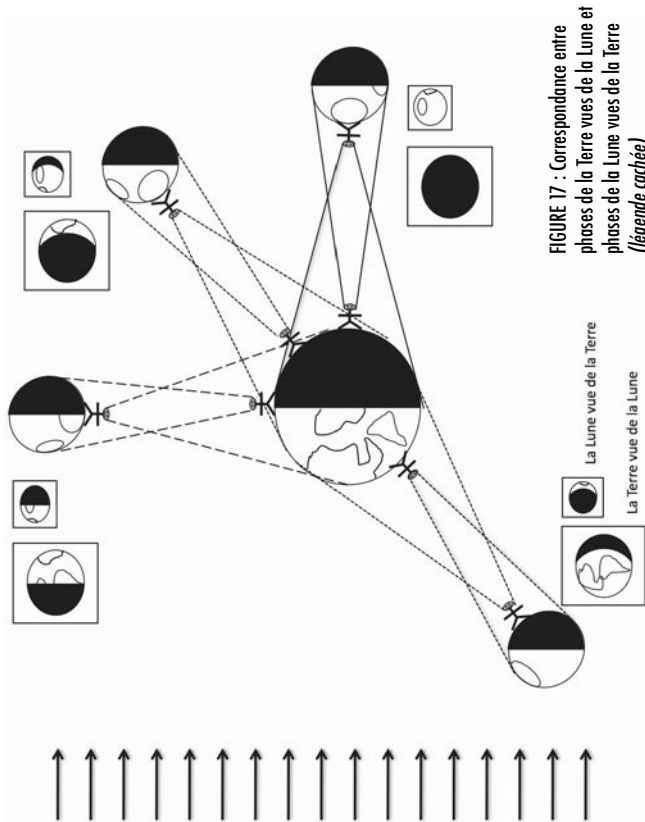 La Lune vue de la Terre
La Terre vue de la Lune
FIGURE 17 : Correspondance entre
phases de la Terre vues de la Lune et
phases de la Lune vues de la Terre
(légende cachée)